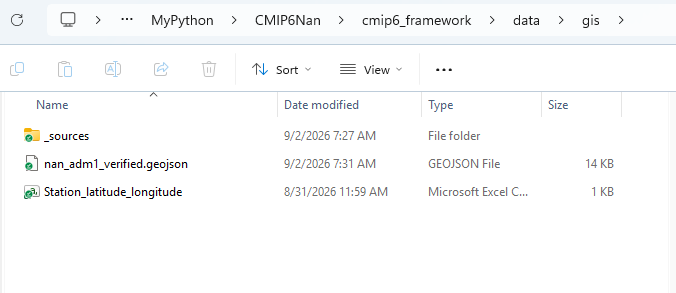 MyPython > CMIP6Nan > cmip6_framework > data > gis >
Sort View
Name Date modified Type Size
_sources 9/2/2026 7:27 AM File folder
nan_adm1_verified.geojson 9/2/2026 7:31 AM GEOJSON File 14 KB
Station_latitude_longitude 8/31/2026 11:59 AM Microsoft Excel C... 1 KB